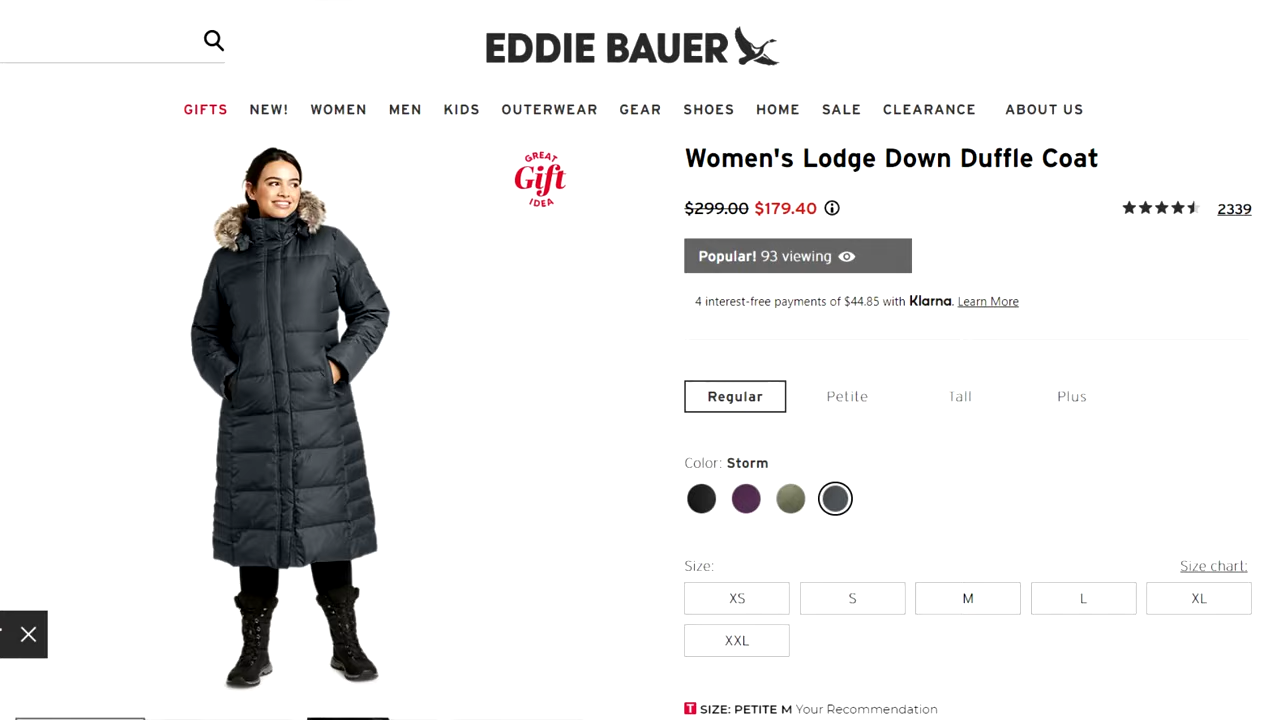 EDDIE BAUER
GIFTS NEW! WOMEN MEN KIDS OUTERWEAR GEAR SHOES HOME SALE CLEARANCE ABOUT US
GREAT
Gift
IDEA
Women's Lodge Down Duffle Coat
$299.00 $179.40
2339
Popular! 93 viewing
4 interest-free payments of $44.85 with Klarna. Learn More
Regular Petite Tall Plus
Color: Storm
Size: Size chart:
XS S M L XL
XXL
T SIZE: PETITE M Your Recommendation